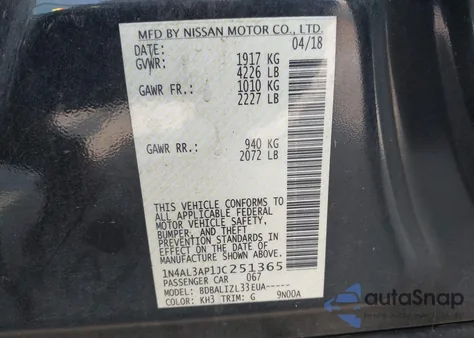 MFD BY NISSAN MOTOR CO., LTD.
DATE: 04/18
GVWR: 1917 KG
4226 LB
GAWR FR.: 1010 KG
2227 LB
GAWR RR.: 940 KG
2072 LB
THIS VEHICLE CONFORMS TO
ALL APPLICABLE FEDERAL
MOTOR VEHICLE SAFETY,
BUMPER, AND THEFT
PREVENTION STANDARDS IN
EFFECT ON THE DATE OF
MANUFACTURE SHOWN ABOVE.
1N4AL3AP1JC251365
PASSENGER CAR 067
MODEL: BDBALIZL33EUA-----
COLOR: KH3 TRIM: G 9N00A
autoSnap